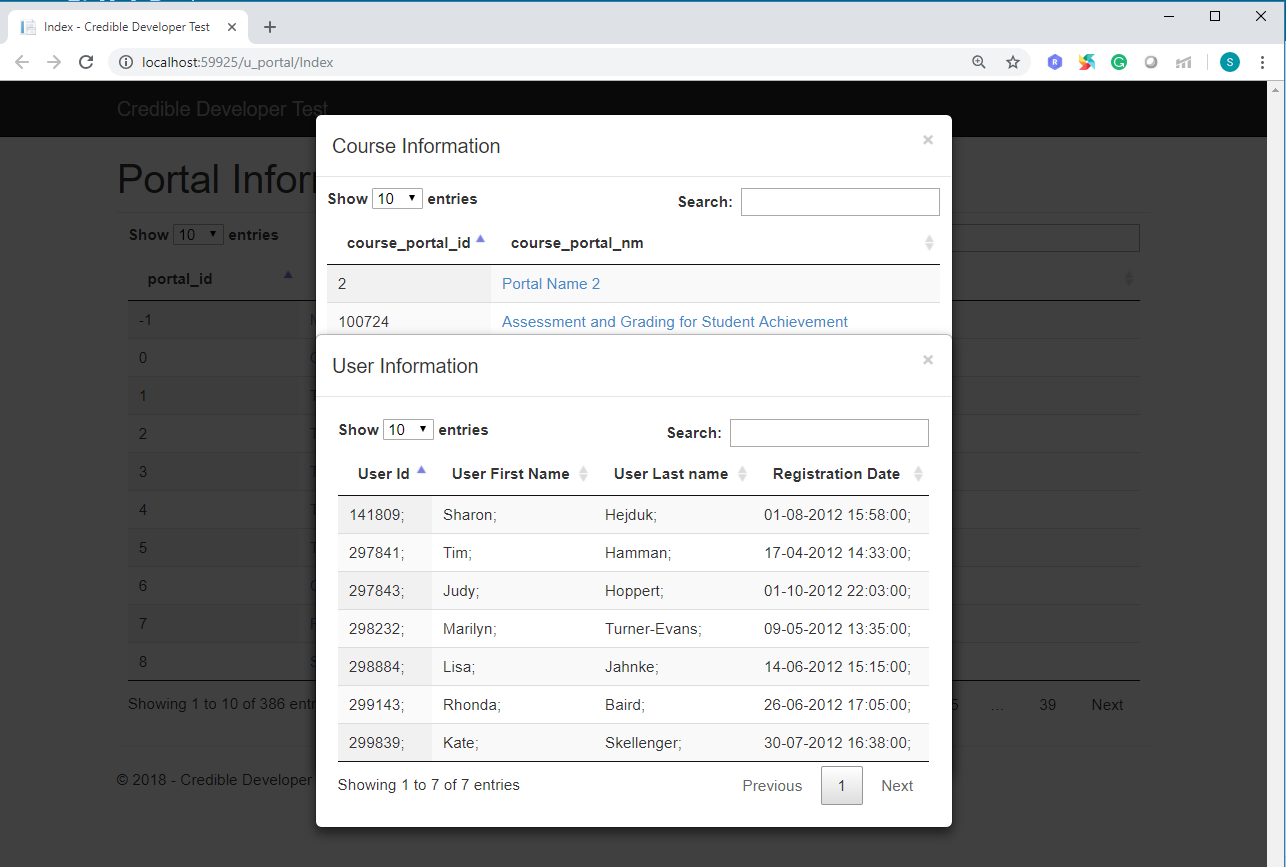 Index - Credible Developer Test
localhost:59925/u_portal/Index
S
Credible Developer Test
Portal Infor
Show 10 entries
portal_id
-1
0
1
2
3
4
5
6
7
8
Showing 1 to 10 of 386 entr
5 … 39 Next
© 2018 - Credible Developer
Course Information ×
Show 10 entries Search:
course_portal_id course_portal_nm
2 Portal Name 2
100724 Assessment and Grading for Student Achievement
User Information ×
Show 10 entries Search:
User Id User First Name User Last name Registration Date
141809; Sharon; Hejduk; 01-08-2012 15:58:00;
297841; Tim; Hamman; 17-04-2012 14:33:00;
297843; Judy; Hoppert; 01-10-2012 22:03:00;
298232; Marilyn; Turner-Evans; 09-05-2012 13:35:00;
298884; Lisa; Jahnke; 14-06-2012 15:15:00;
299143; Rhonda; Baird; 26-06-2012 17:05:00;
299839; Kate; Skellenger; 30-07-2012 16:38:00;
Showing 1 to 7 of 7 entries Previous 1 Next